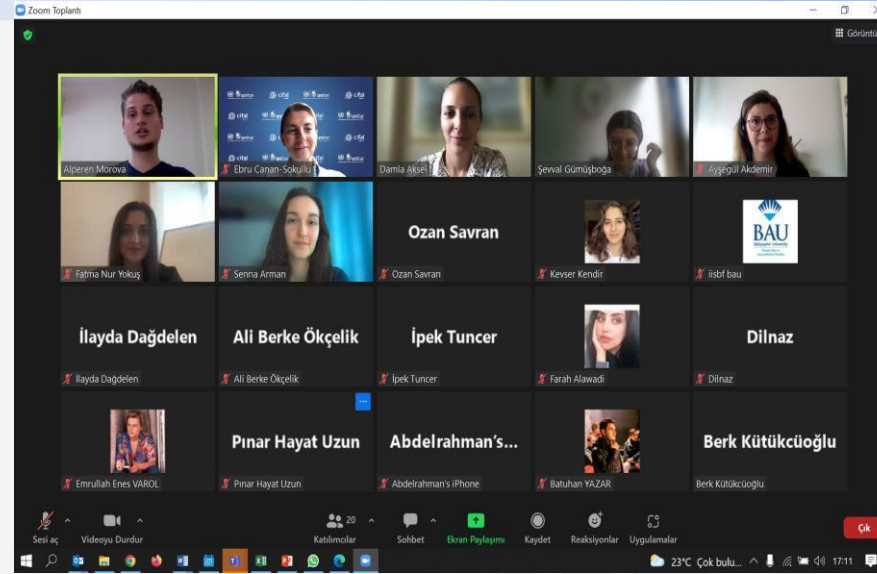 Zoom Toplantı
Görüntü
Alperen Morova
Ebru Canan-Sokullu
Damla Aksel
Şevval Gümüşboğa
Ayşegül Akdemir
Fatma Nur Yokuş
Senna Arman
Ozan Savran
Ozan Savran
Kevser Kendir
BAU
iisbf bau
İlayda Dağdelen
Ali Berke Ökçelik
İpek Tuncer
Dilnaz
İlayda Dağdelen
Ali Berke Ökçelik
İpek Tuncer
Farah Alawadi
Dilnaz
Pınar Hayat Uzun
Abdelrahman's...
Berk Kütükcüoğlu
Emrullah Enes VAROL
Pınar Hayat Uzun
Abdelrahman's iPhone
Batuhan YAZAR
Berk Kütükcüoğlu
20
Sesi aç
Videoyu Durdur
Katılımcılar
Sohbet
Ekran Paylaşımı
Kaydet
Reaksiyonlar
Uygulamalar
Çık
23°C Çok bulu...
17:11